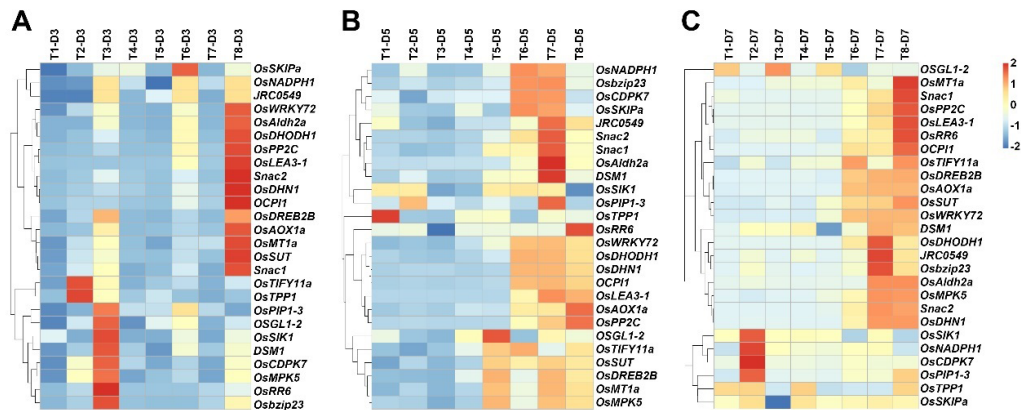 A
T1-D3
T2-D3
T3-D3
T4-D3
T5-D3
T6-D3
T7-D3
T8-D3
OsSKIPa
OsNADPH1
JRC0549
OsWRKY72
OsAldh2a
OsDHODH1
OsPP2C
OsLEA3-1
Snac2
OsDHN1
OCPI1
OsDREB2B
OsAOX1a
OsMT1a
OsSUT
Snac1
OsTIFY11a
OsTPP1
OsPIP1-3
OSGL1-2
OsSIK1
DSM1
OsCDPK7
OsMPK5
OsRR6
Osbzip23
B
T1-D5
T2-D5
T3-D5
T4-D5
T5-D5
T6-D5
T7-D5
T8-D5
OsNADPH1
Osbzip23
OsCDPK7
OsSKIPa
JRC0549
Snac2
Snac1
OsAldh2a
DSM1
OsSIK1
OsPIP1-3
OsTPP1
OsRR6
OsWRKY72
OsDHODH1
OsDHN1
OCPI1
OsLEA3-1
OsAOX1a
OsPP2C
OSGL1-2
OsTIFY11a
OsSUT
OsDREB2B
OsMT1a
OsMPK5
C
T1-D7
T2-D7
T3-D7
T4-D7
T5-D7
T6-D7
T7-D7
T8-D7
OSGL1-2
OsMT1a
Snac1
OsPP2C
OsLEA3-1
OsRR6
OCPI1
OsTIFY11a
OsDREB2B
OsAOX1a
OsSUT
OsWRKY72
DSM1
OsDHODH1
JRC0549
Osbzip23
OsAldh2a
OsMPK5
Snac2
OsDHN1
OsSIK1
OsNADPH1
OsCDPK7
OsPIP1-3
OsTPP1
OsSKIPa
2
1
0
-1
-2